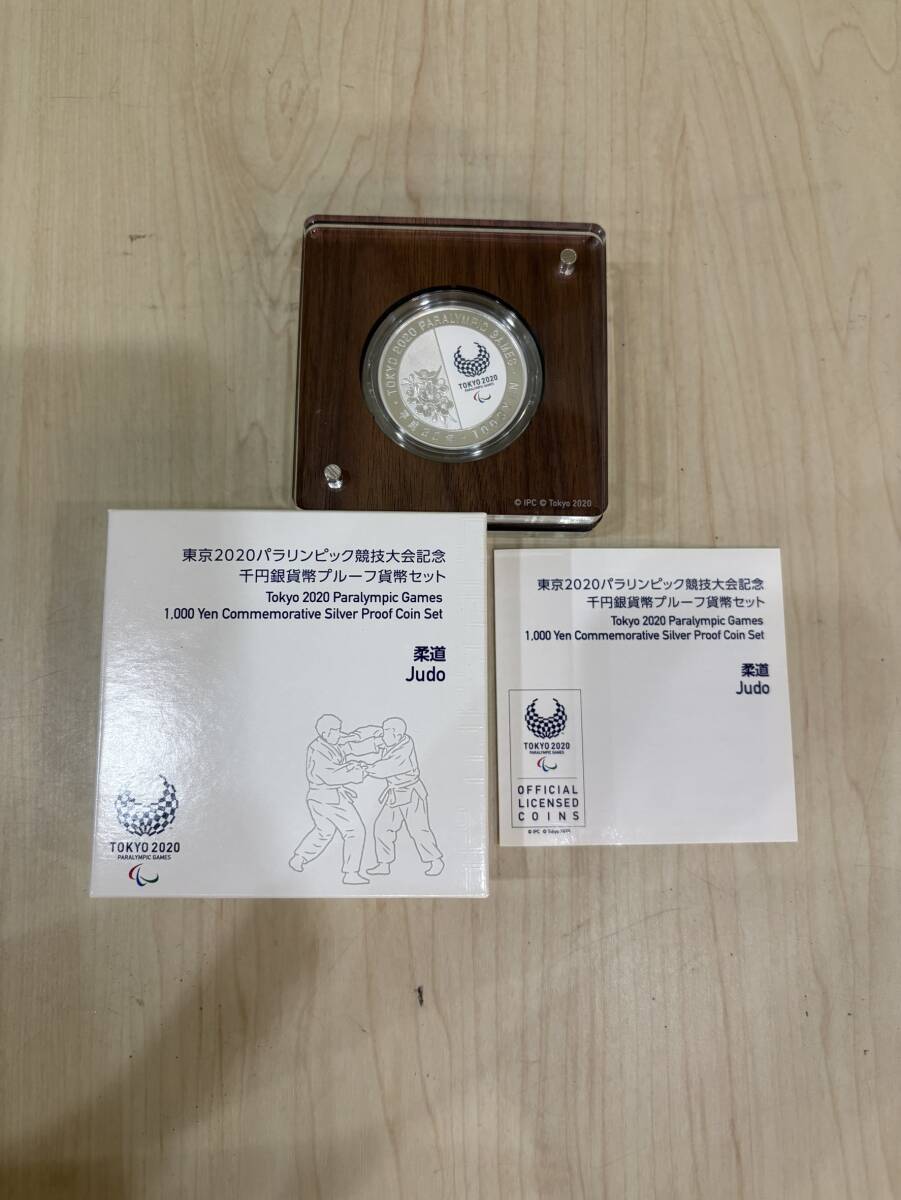 TOKYO 2020 PARALYMPIC GAMES · NIPPON
TOKYO 2020
PARALYMPIC GAMES
© IPC © Tokyo 2020
東京2020パラリンピック競技大会記念
千円銀貨幣プルーフ貨幣セット
Tokyo 2020 Paralympic Games
1,000 Yen Commemorative Silver Proof Coin Set
柔道
Judo
TOKYO 2020
PARALYMPIC GAMES
東京2020パラリンピック競技大会記念
千円銀貨幣プルーフ貨幣セット
Tokyo 2020 Paralympic Games
1,000 Yen Commemorative Silver Proof Coin Set
柔道
Judo
TOKYO 2020
PARALYMPIC GAMES
OFFICIAL
LICENSED
COINS
© IPC © Tokyo 2020